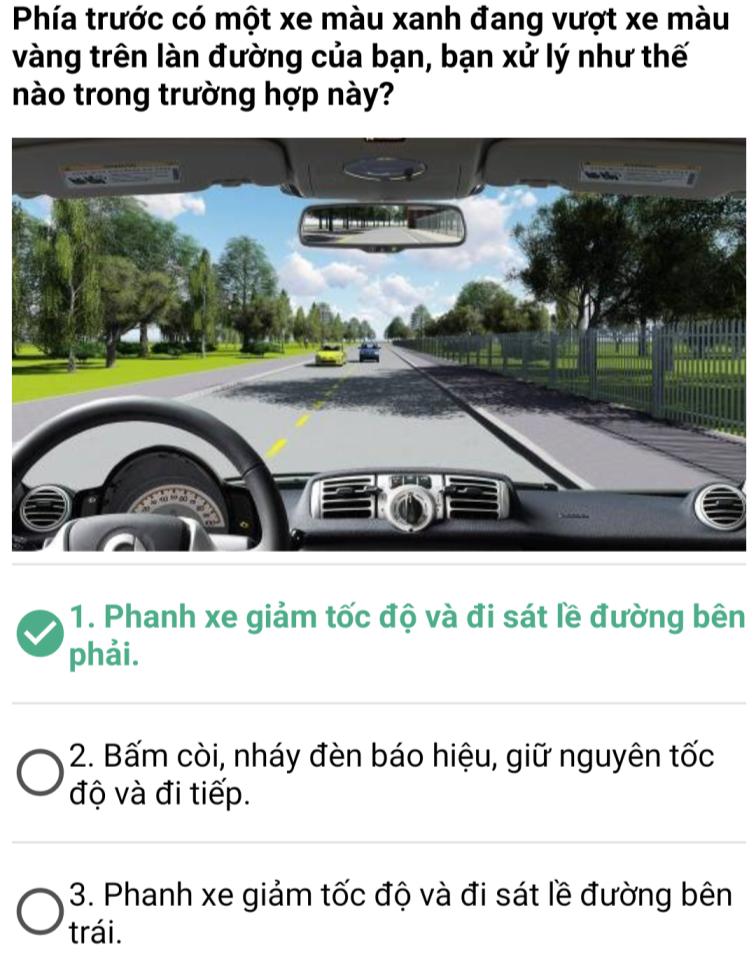 Phía trước có một xe màu xanh đang vượt xe màu
vàng trên làn đường của bạn, bạn xử lý như thế
nào trong trường hợp này?
1. Phanh xe giảm tốc độ và đi sát lề đường bên
phải.
2. Bấm còi, nháy đèn báo hiệu, giữ nguyên tốc
độ và đi tiếp.
3. Phanh xe giảm tốc độ và đi sát lề đường bên
trái.